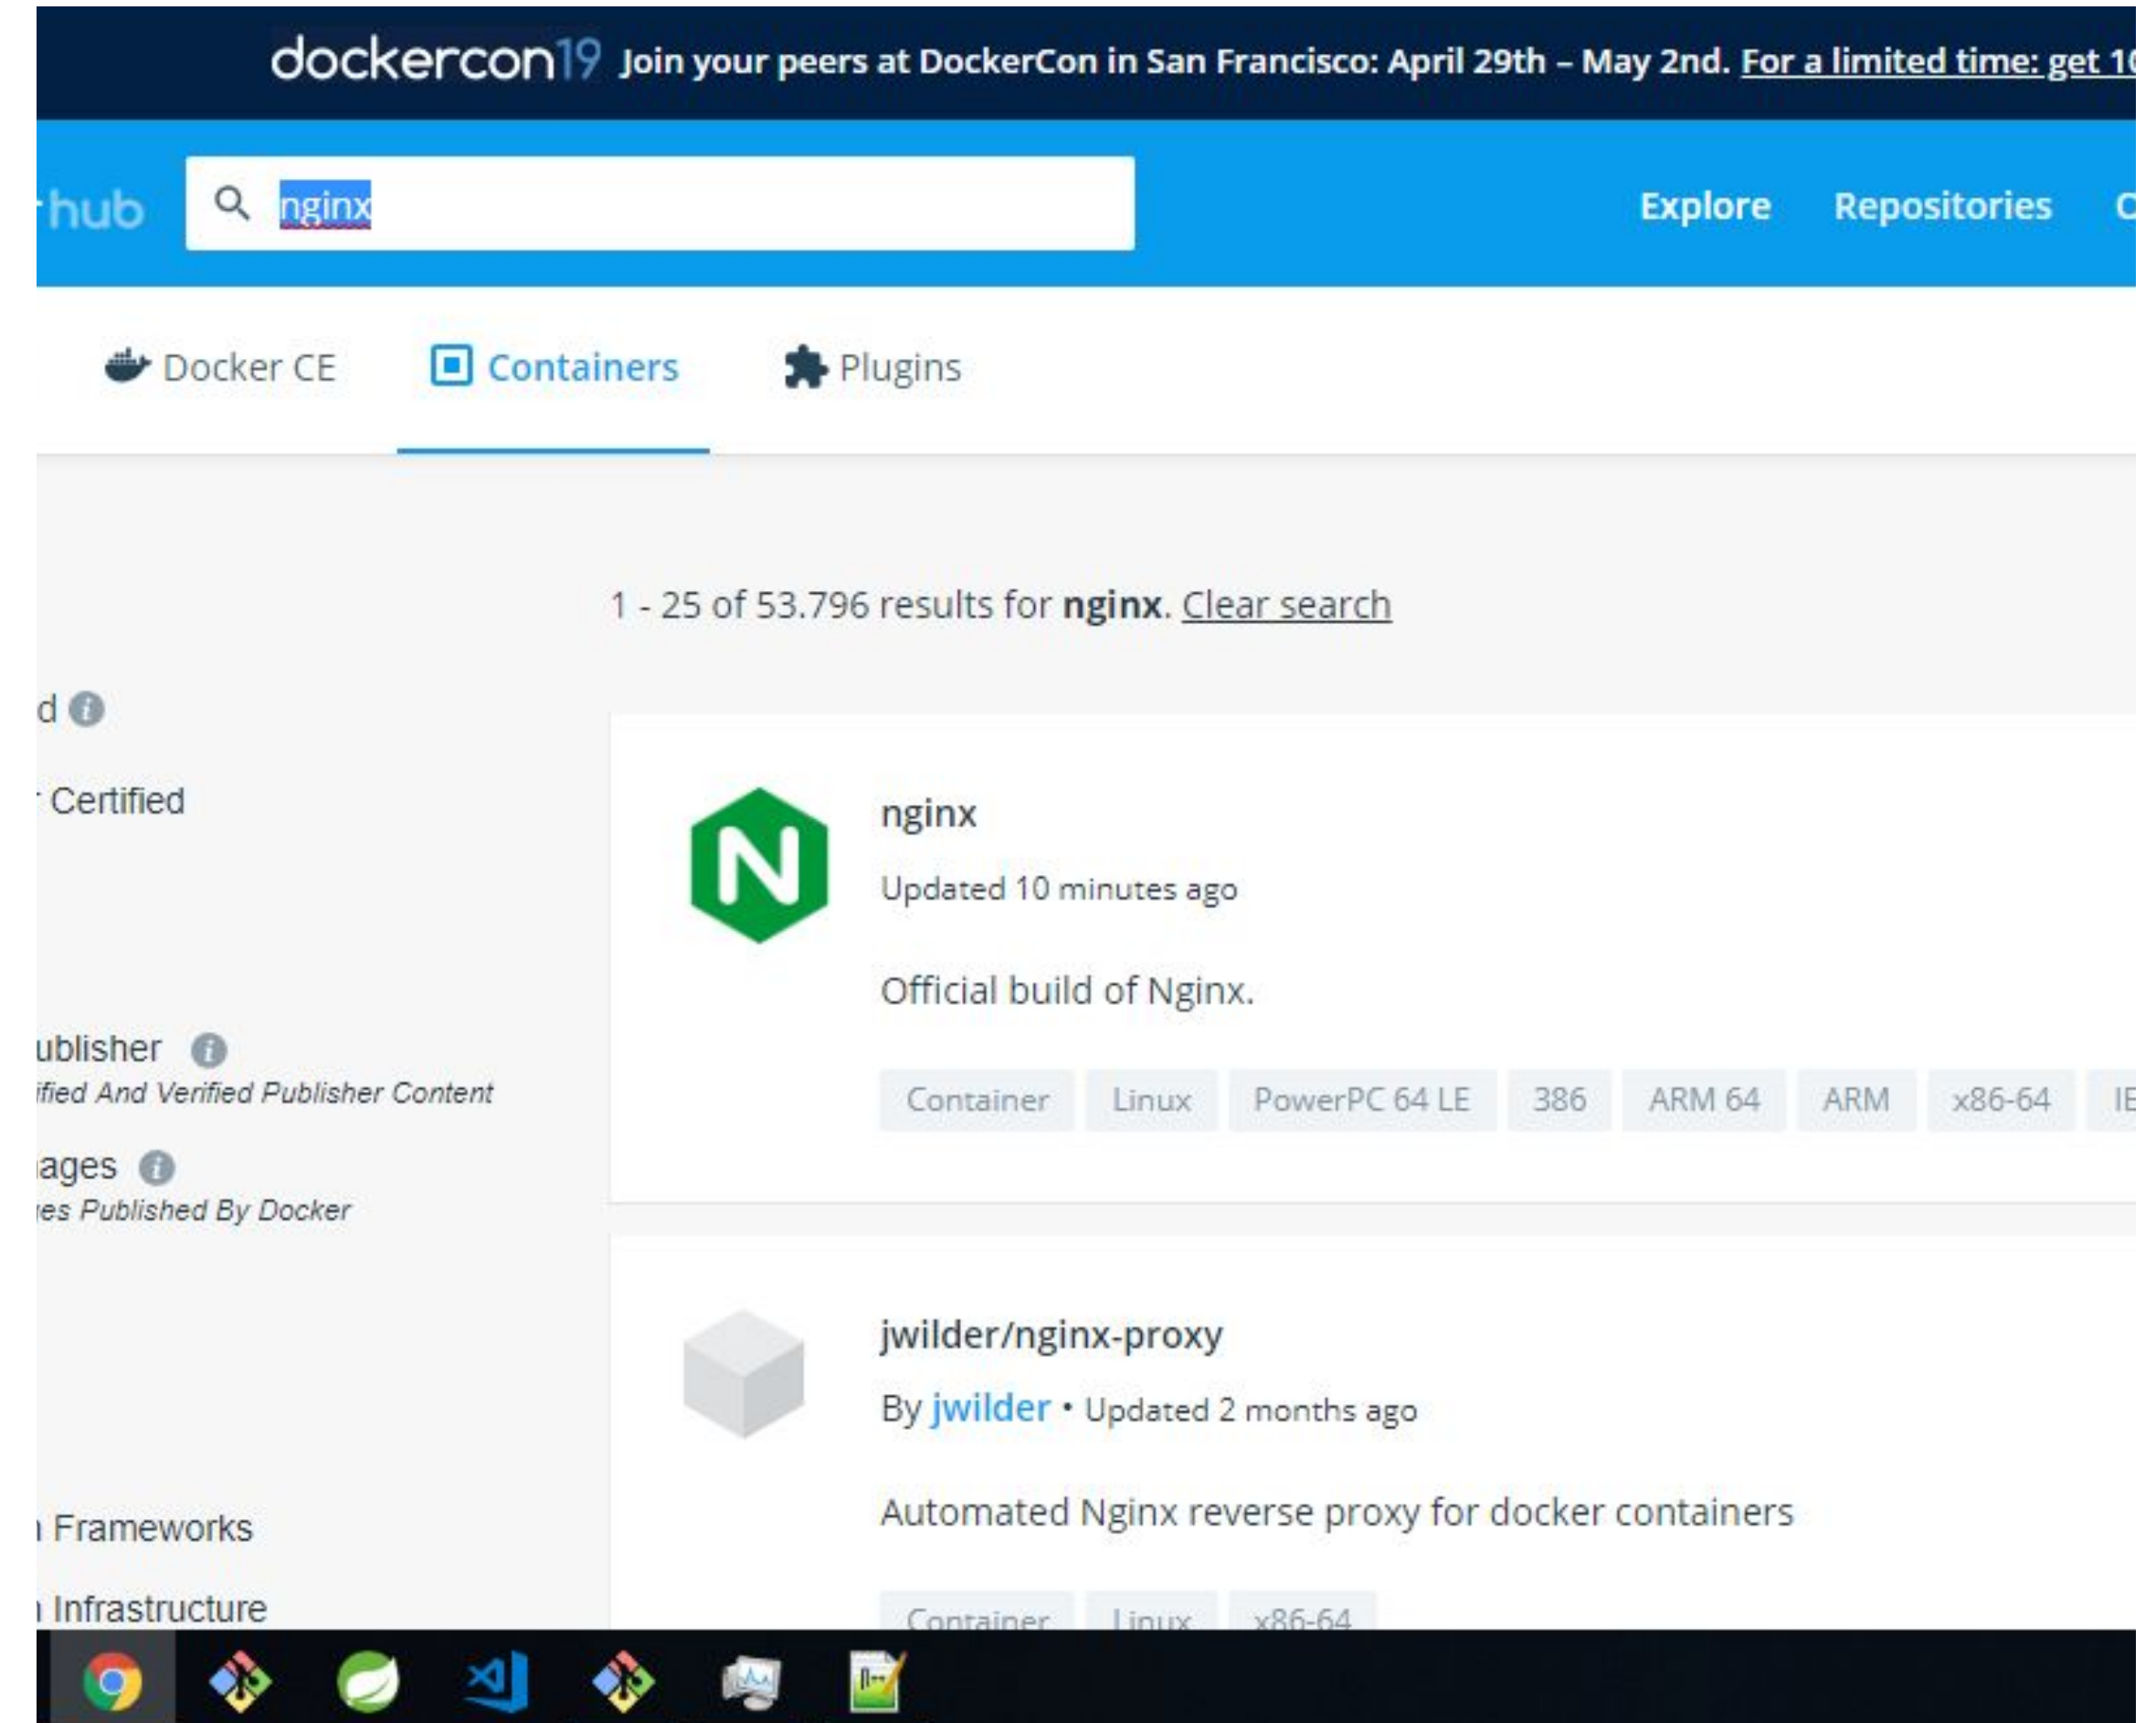 dockercon19 Join your peers at DockerCon in San Francisco: April 29th – May 2nd. For a limited time: get
hub nginx Explore Repositories
Docker CE Containers Plugins
1 - 25 of 53.796 results for nginx. Clear search
d
Certified
nginx
Updated 10 minutes ago
Official build of Nginx.
Container Linux PowerPC 64 LE 386 ARM 64 ARM x86-64
ublisher
ified And Verified Publisher Content
ages
es Published By Docker
jwilder/nginx-proxy
By jwilder • Updated 2 months ago
Automated Nginx reverse proxy for docker containers
Container Linux x86-64
Frameworks
Infrastructure